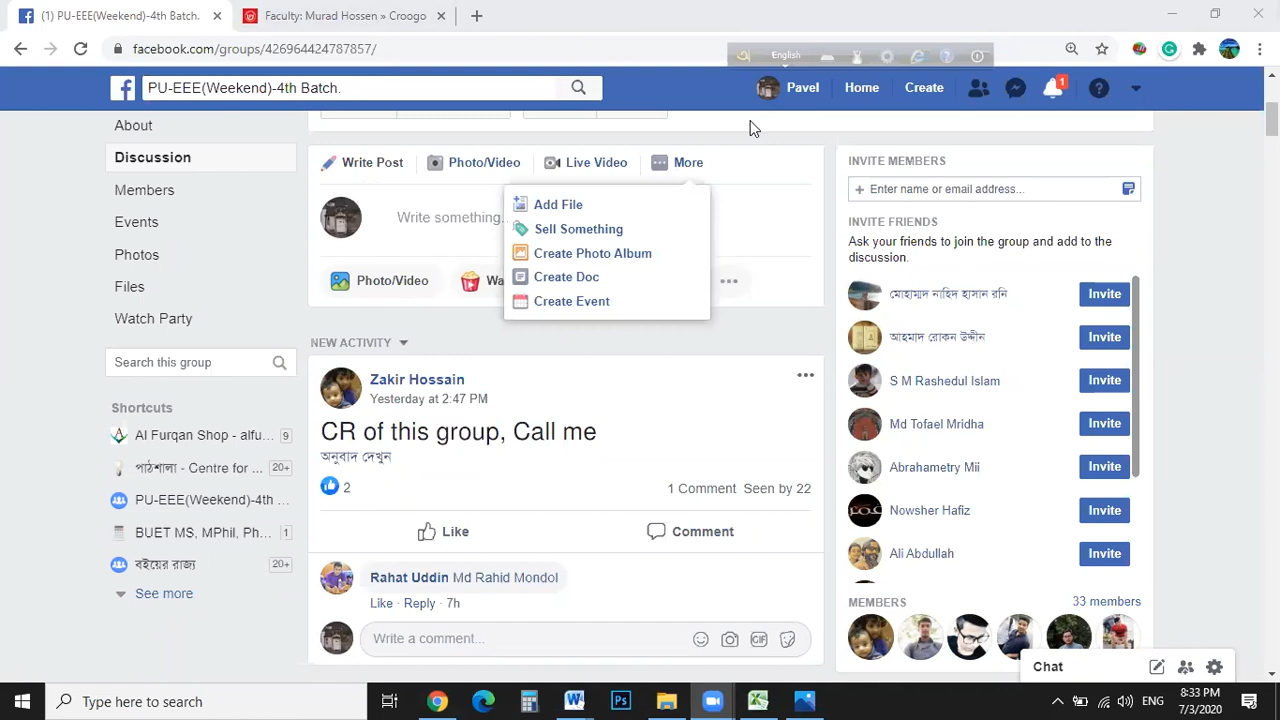 (1) PU-EEE(Weekend)-4th Batch.
Faculty: Murad Hossen » Croogo
facebook.com/groups/426964424787857/
English
PU-EEE(Weekend)-4th Batch.
Pavel
Home
Create
1
About
Discussion
Members
Events
Photos
Files
Watch Party
Search this group
Shortcuts
Al Furqan Shop - alfu... 9
পাঠশালা - Centre for ... 20+
PU-EEE(Weekend)-4th ...
BUET MS, MPhil, Ph... 1
বইয়ের রাজ্য 20+
See more
Write Post
Photo/Video
Live Video
More
Write something.
Add File
Sell Something
Create Photo Album
Create Doc
Create Event
Photo/Video
Wa
NEW ACTIVITY
Zakir Hossain
Yesterday at 2:47 PM
CR of this group, Call me
অনুবাদ দেখুন
2
1 Comment Seen by 22
Like
Comment
Rahat Uddin Md Rahid Mondol
Like · Reply · 7h
Write a comment...
GIF
INVITE MEMBERS
+ Enter name or email address...
INVITE FRIENDS
Ask your friends to join the group and add to the
discussion.
মোহাম্মদ নাহিদ হাসান রনি Invite
আহমাদ রোকন উদ্দীন Invite
S M Rashedul Islam Invite
Md Tofael Mridha Invite
Abrahametry Mii Invite
Nowsher Hafiz Invite
Ali Abdullah Invite
MEMBERS 33 members
Chat
Type here to search
ENG
8:33 PM
7/3/2020